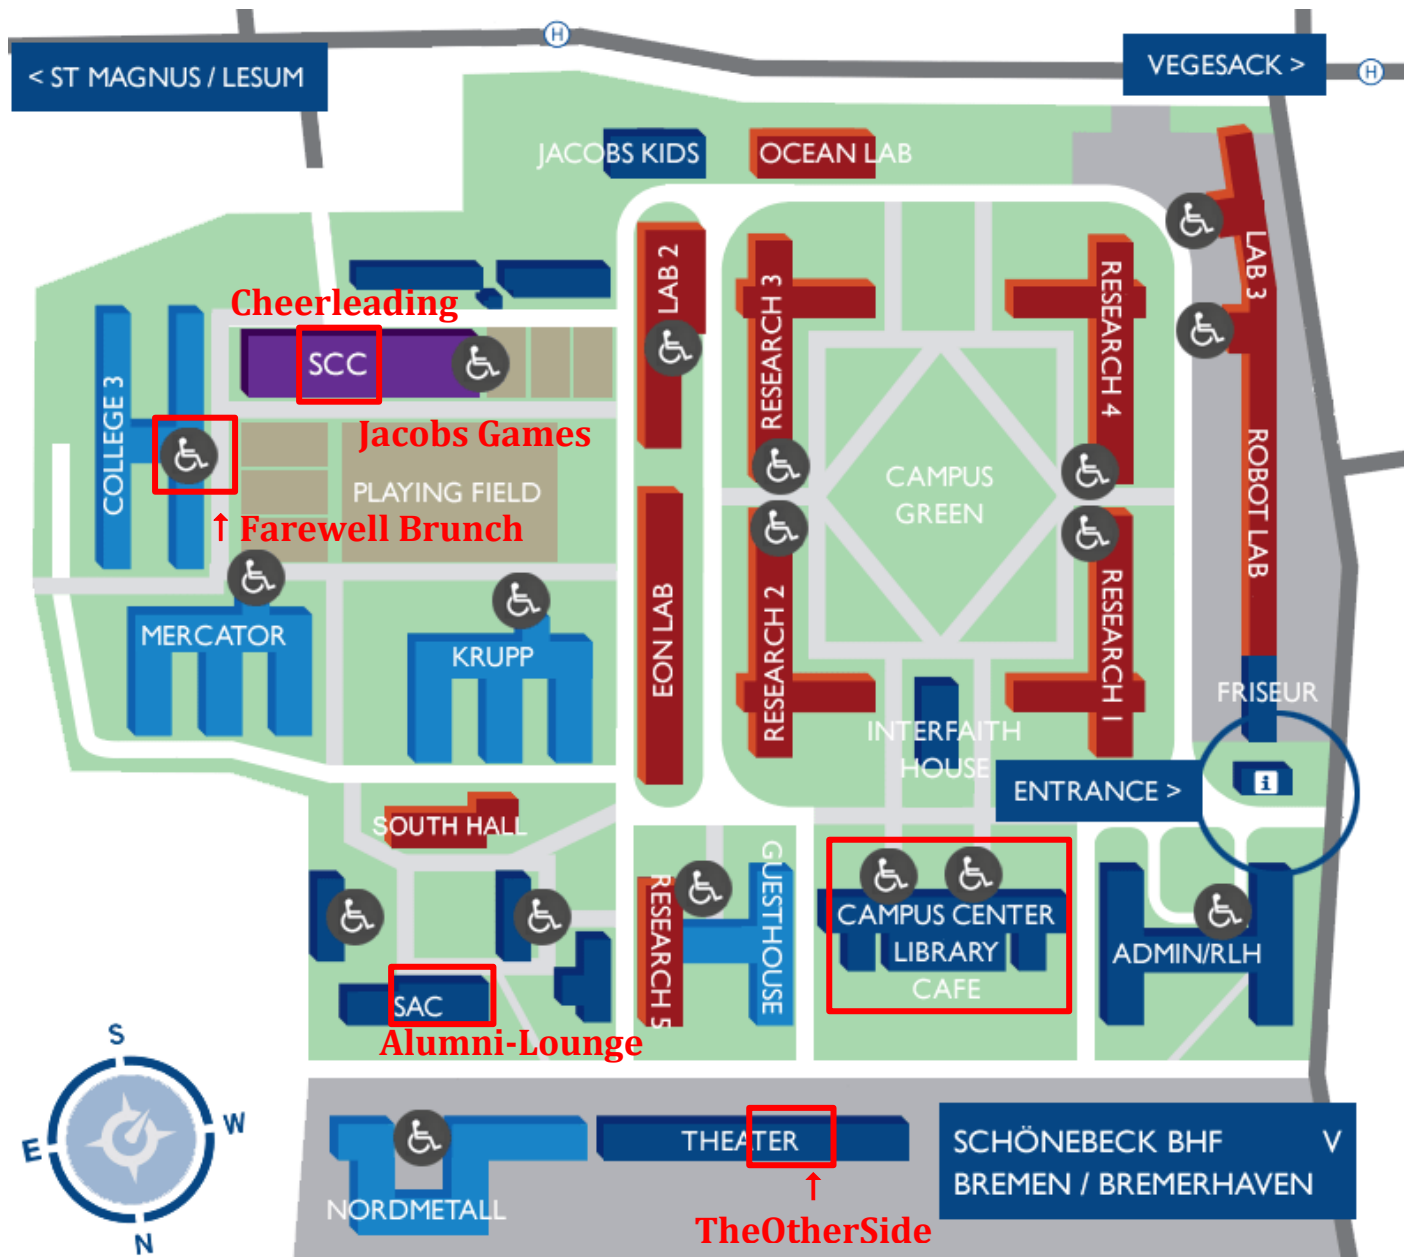 H
< ST MAGNUS / LESUM
VEGESACK >
H
JACOBS KIDS
OCEAN LAB
LAB 2
RESEARCH 3
RESEARCH 4
LAB 3
Cheerleading
SCC
COLLEGE 3
Jacobs Games
PLAYING FIELD
CAMPUS
GREEN
ROBOT LAB
↑ Farewell Brunch
MERCATOR
KRUPP
EON LAB
RESEARCH 2
RESEARCH 1
FRISEUR
INTERFAITH
HOUSE
ENTRANCE >
i
SOUTH HALL
RESEARCH 5
GUESTHOUSE
CAMPUS CENTER
LIBRARY
CAFE
ADMIN/RLH
SAC
Alumni-Lounge
S
W
E
N
THEATER
NORDMETALL
↑
TheOtherSide
SCHÖNEBECK BHF V
BREMEN / BREMERHAVEN